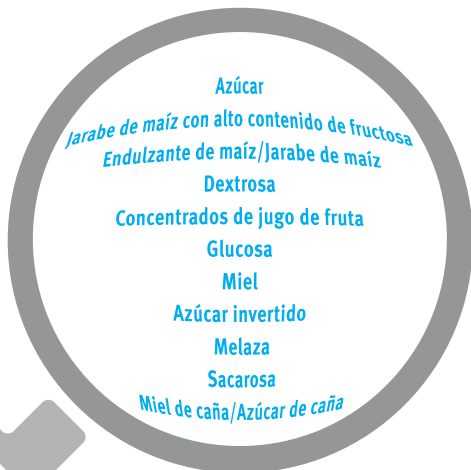 Azúcar
Jarabe de maíz con alto contenido de fructosa
Endulzante de maíz/Jarabe de maíz
Dextrosa
Concentrados de jugo de fruta
Glucosa
Miel
Azúcar invertido
Melaza
Sacarosa
Miel de caña/Azúcar de caña